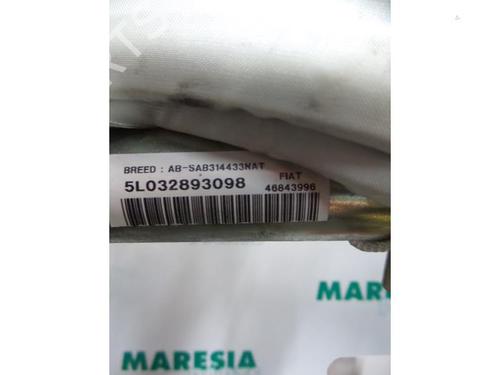 BREED : AB-SAB314433NAT
5L032893098
FIAT
46843996
MARESIA
MARESIA